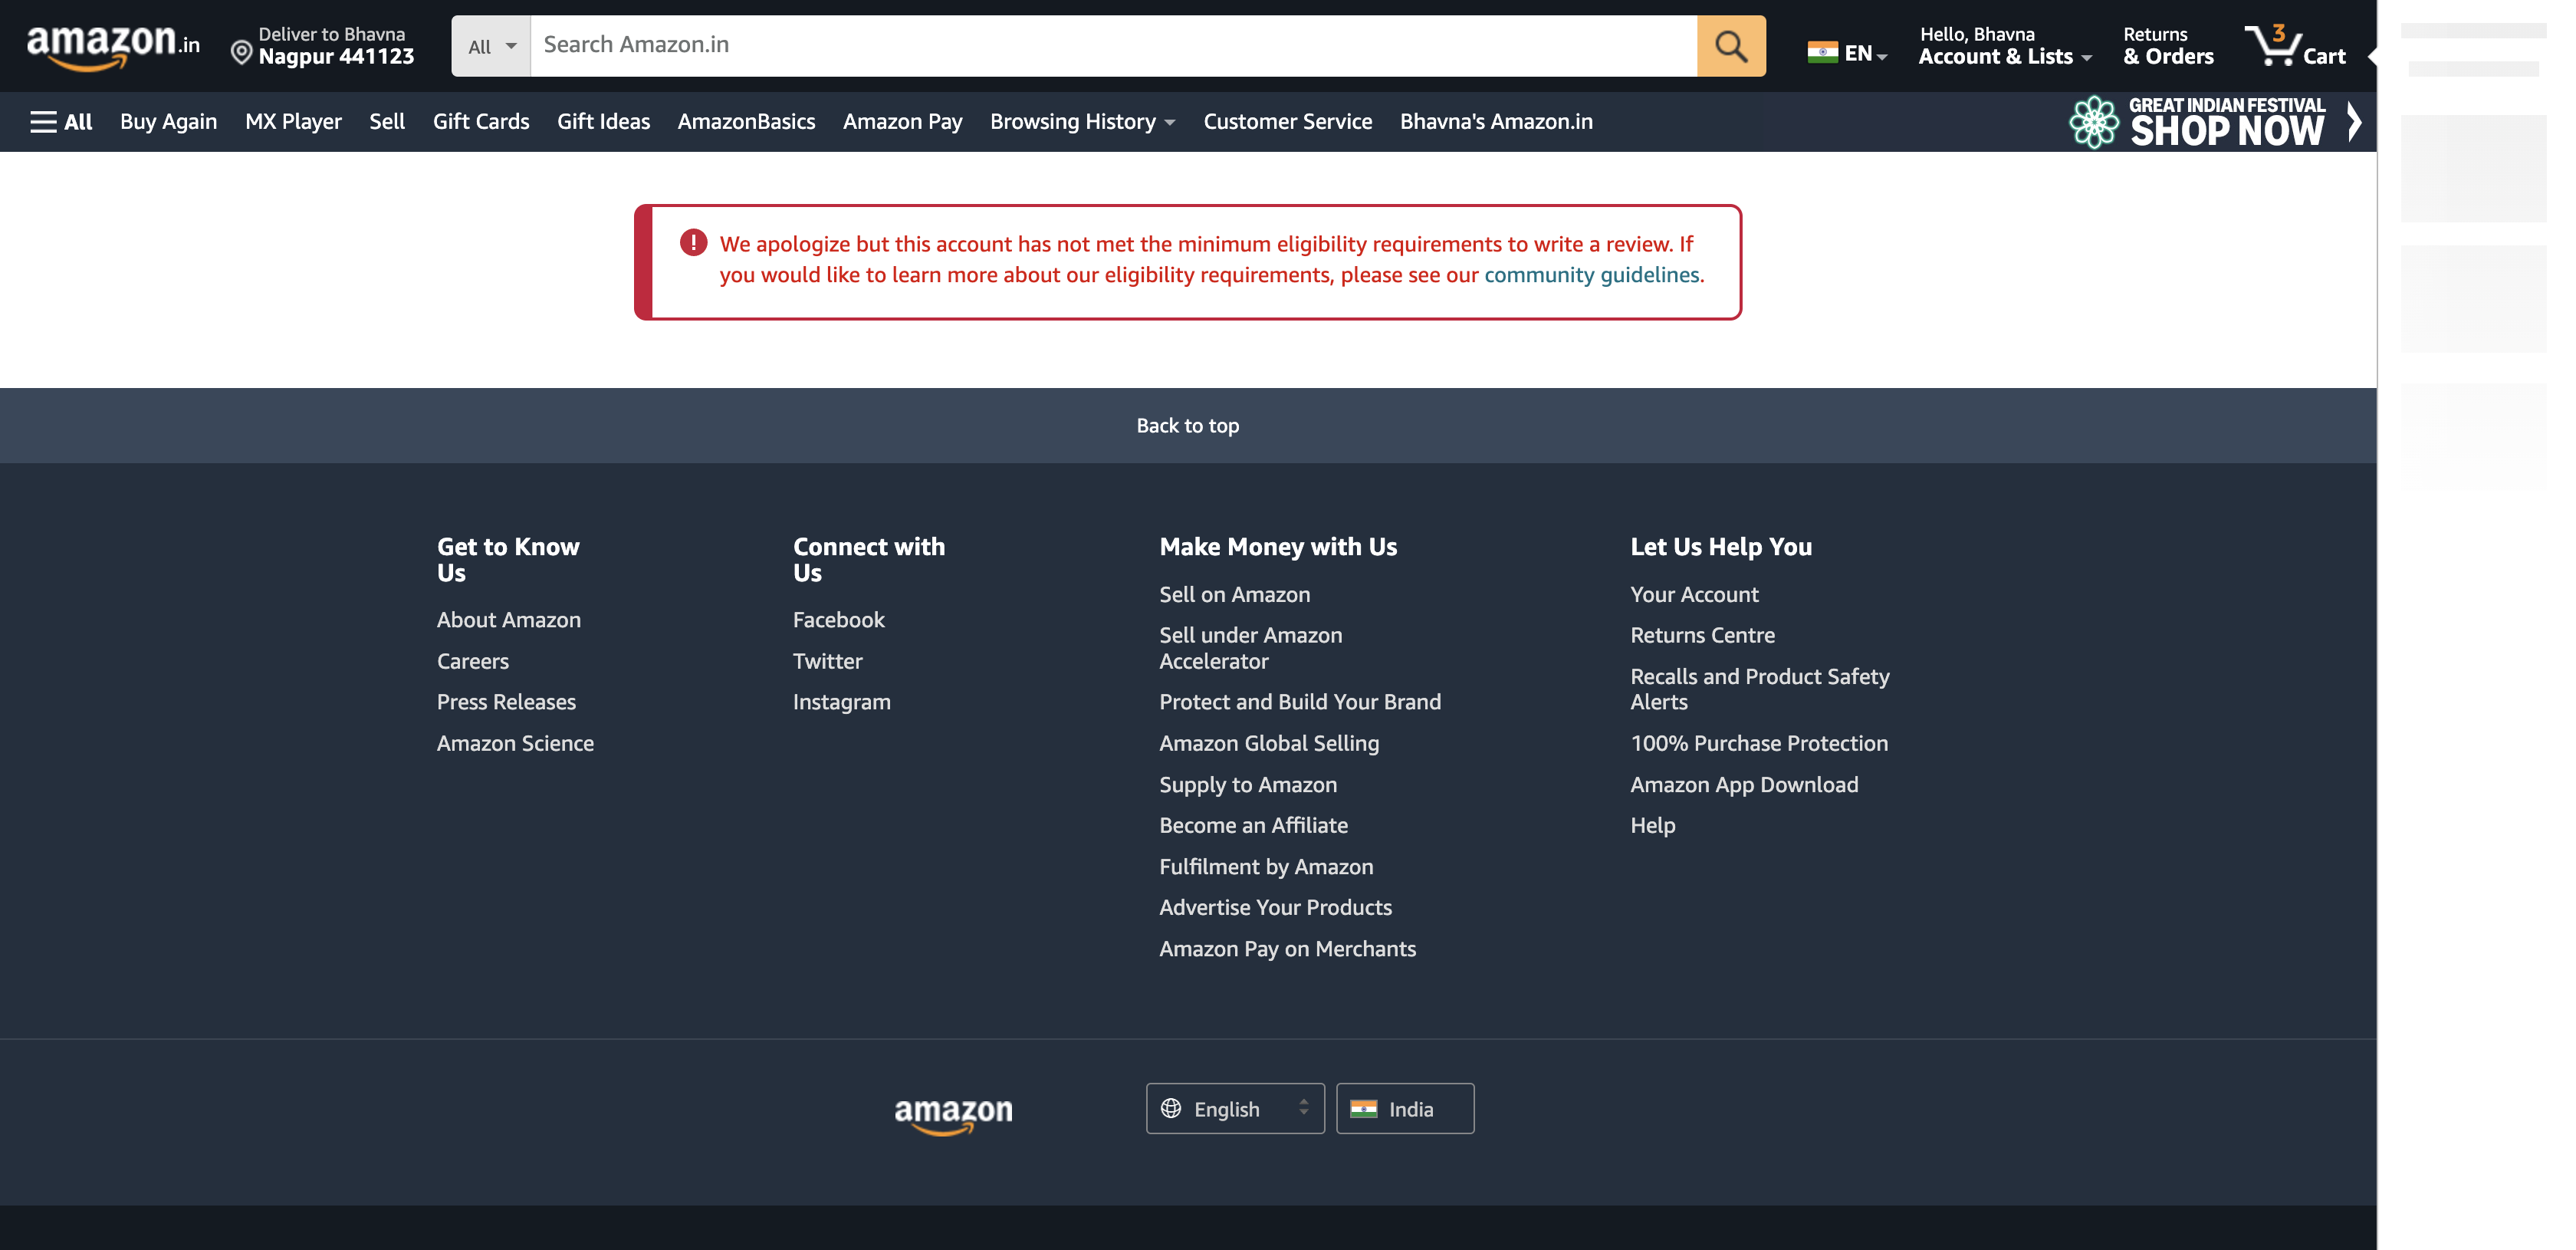 amazon.in
Deliver to Bhavna
Nagpur 441123
All
Search Amazon.in
EN
Hello, Bhavna
Account & Lists
Returns
& Orders
3
Cart
All
Buy Again
MX Player
Sell
Gift Cards
Gift Ideas
AmazonBasics
Amazon Pay
Browsing History
Customer Service
Bhavna's Amazon.in
GREAT INDIAN FESTIVAL
SHOP NOW
We apologize but this account has not met the minimum eligibility requirements to write a review. If
you would like to learn more about our eligibility requirements, please see our community guidelines.
Back to top
Get to Know
Us
About Amazon
Careers
Press Releases
Amazon Science
Connect with
Us
Facebook
Twitter
Instagram
Make Money with Us
Sell on Amazon
Sell under Amazon
Accelerator
Protect and Build Your Brand
Amazon Global Selling
Supply to Amazon
Become an Affiliate
Fulfilment by Amazon
Advertise Your Products
Amazon Pay on Merchants
Let Us Help You
Your Account
Returns Centre
Recalls and Product Safety
Alerts
100% Purchase Protection
Amazon App Download
Help
amazon
English
India